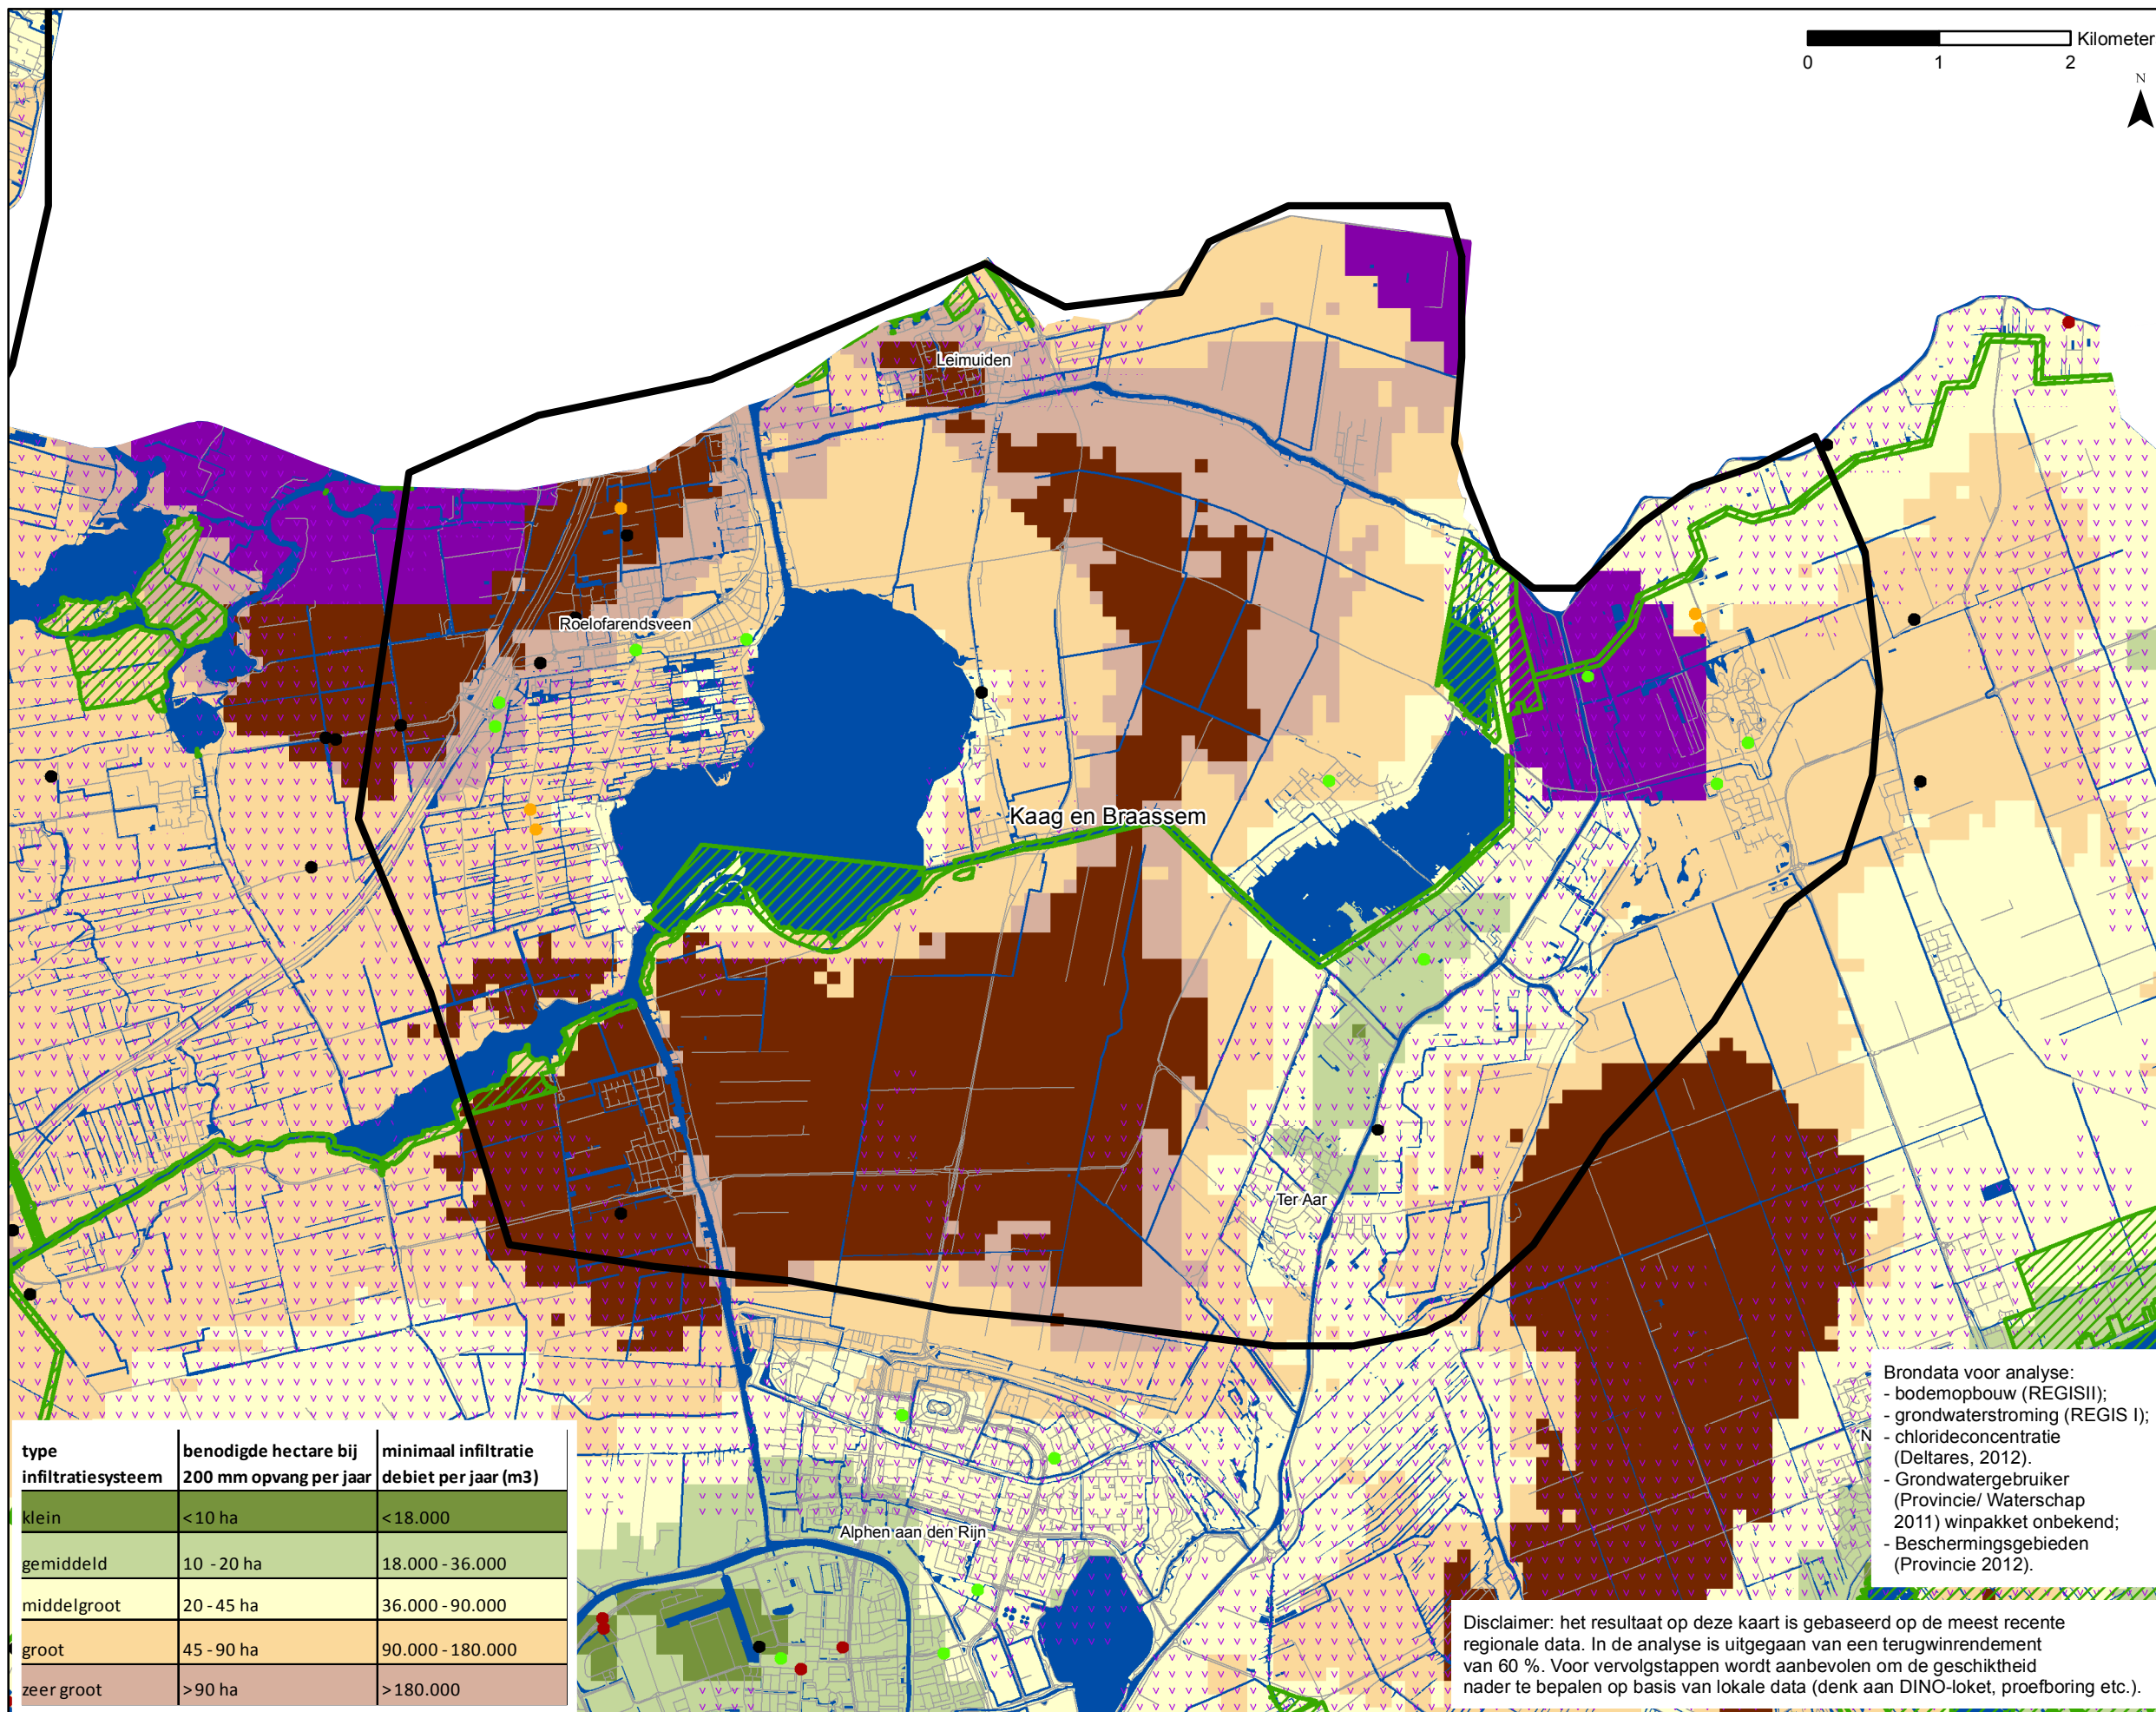 Kilometer
0 1 2
N
Leimuiden
Roelofarendsveen
Kaag en Braassem
Ter Aar
Alphen aan den Rijn
N
Brondata voor analyse:
- bodemopbouw (REGISII);
- grondwaterstroming (REGIS I);
- chlorideconcentratie
(Deltares, 2012).
- Grondwatergebruiker
(Provincie/ Waterschap
2011) winpakket onbekend;
- Beschermingsgebieden
(Provincie 2012).
type benodigde hectare bij minimaal infiltratie
infiltratiesysteem 200 mm opvang per jaar debiet per jaar (m3)
klein <10 ha <18.000
gemiddeld 10 - 20 ha 18.000 - 36.000
middelgroot 20 - 45 ha 36.000 - 90.000
groot 45 - 90 ha 90.000 - 180.000
zeer groot >90 ha >180.000
Disclaimer: het resultaat op deze kaart is gebaseerd op de meest recente
regionale data. In de analyse is uitgegaan van een terugwinrendement
van 60 %. Voor vervolgstappen wordt aanbevolen om de geschiktheid
nader te bepalen op basis van lokale data (denk aan DINO-loket, proefboring etc.).